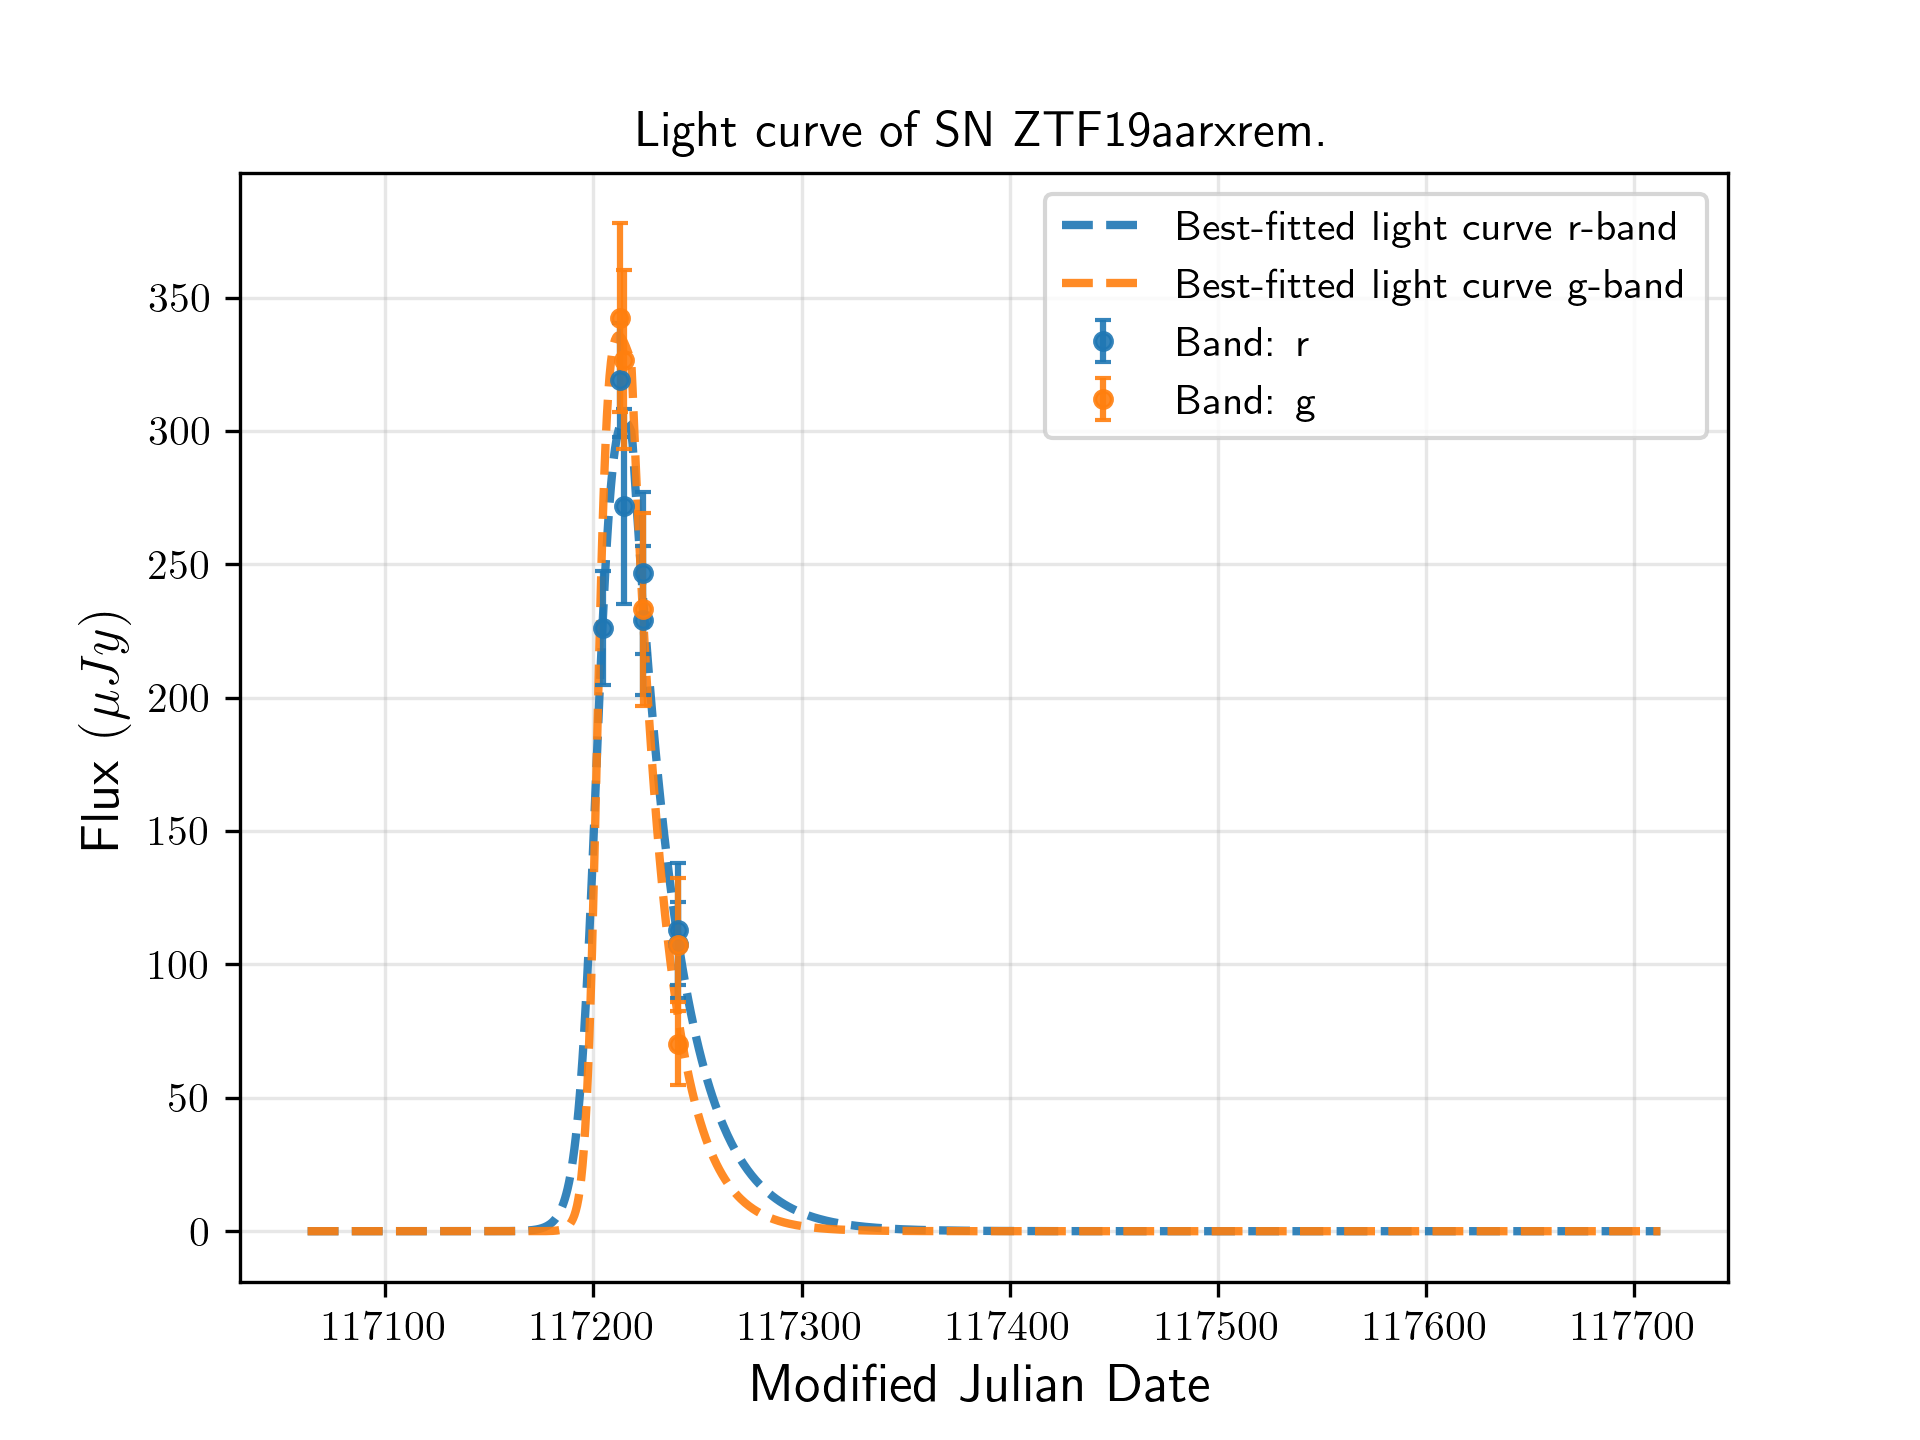 Light curve of SN ZTF19aarxrem.
Best-fitted light curve r-band
Best-fitted light curve g-band
Band: r
Band: g
Flux (μJy)
350
300
250
200
150
100
50
0
117100 117200 117300 117400 117500 117600 117700
Modified Julian Date